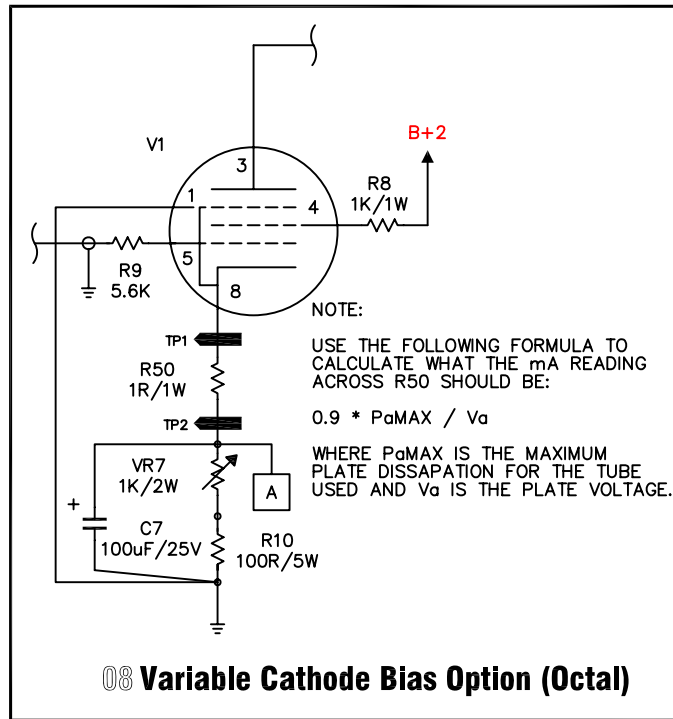 V1
3
B+2
1
4
R8
1K/1W
5
R9
5.6K
8
TP1
R50
1R/1W
TP2
VR7
1K/2W
A
+
C7
100uF/25V
R10
100R/5W
NOTE:
USE THE FOLLOWING FORMULA TO
CALCULATE WHAT THE mA READING
ACROSS R50 SHOULD BE:
0.9 * PaMAX / Va
WHERE PaMAX IS THE MAXIMUM
PLATE DISSAPATION FOR THE TUBE
USED AND Va IS THE PLATE VOLTAGE.
08 Variable Cathode Bias Option (Octal)